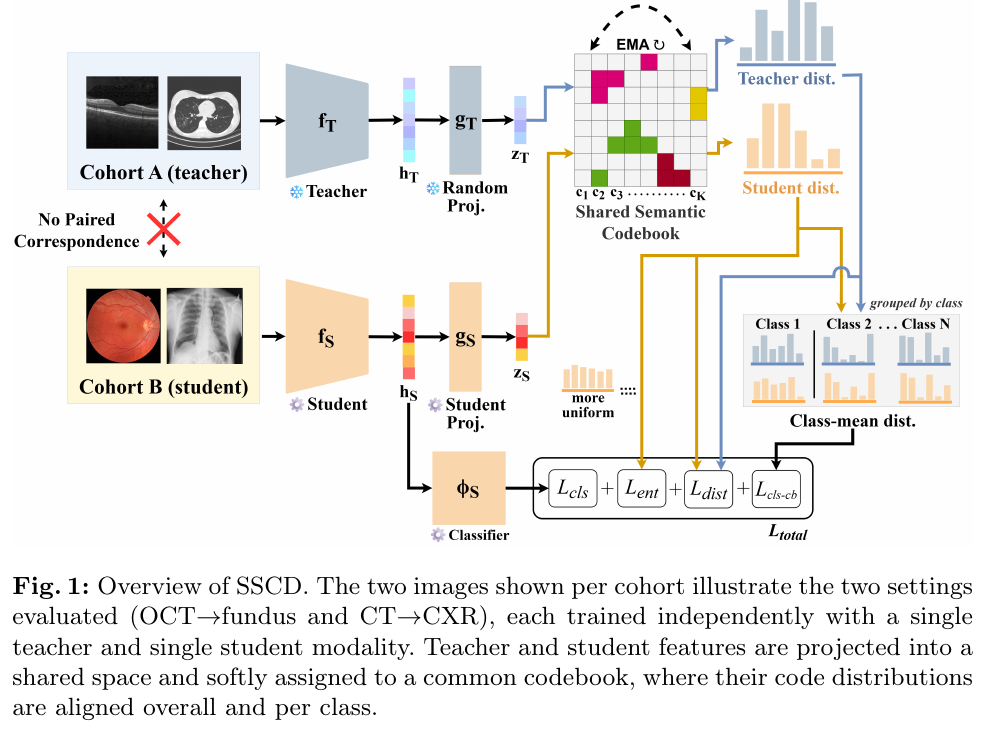 Cohort A (teacher)
No Paired
Correspondence
Cohort B (student)
f_T
Teacher
h_T
g_T
Random
Proj.
z_T
EMA ↻
c_1 c_2 c_3 .......... c_K
Shared Semantic
Codebook
Teacher dist.
Student dist.
grouped by class
Class 1 Class 2 . . . Class N
Class-mean dist.
f_S
Student
h_S
g_S
Student
Proj.
z_S
more
uniform
ϕ_S
Classifier
L_cls + L_ent + L_dist + L_cls-cb
L_total
Fig. 1: Overview of SSCD. The two images shown per cohort illustrate the two settings
evaluated (OCT→fundus and CT→CXR), each trained independently with a single
teacher and single student modality. Teacher and student features are projected into a
shared space and softly assigned to a common codebook, where their code distributions
are aligned overall and per class.